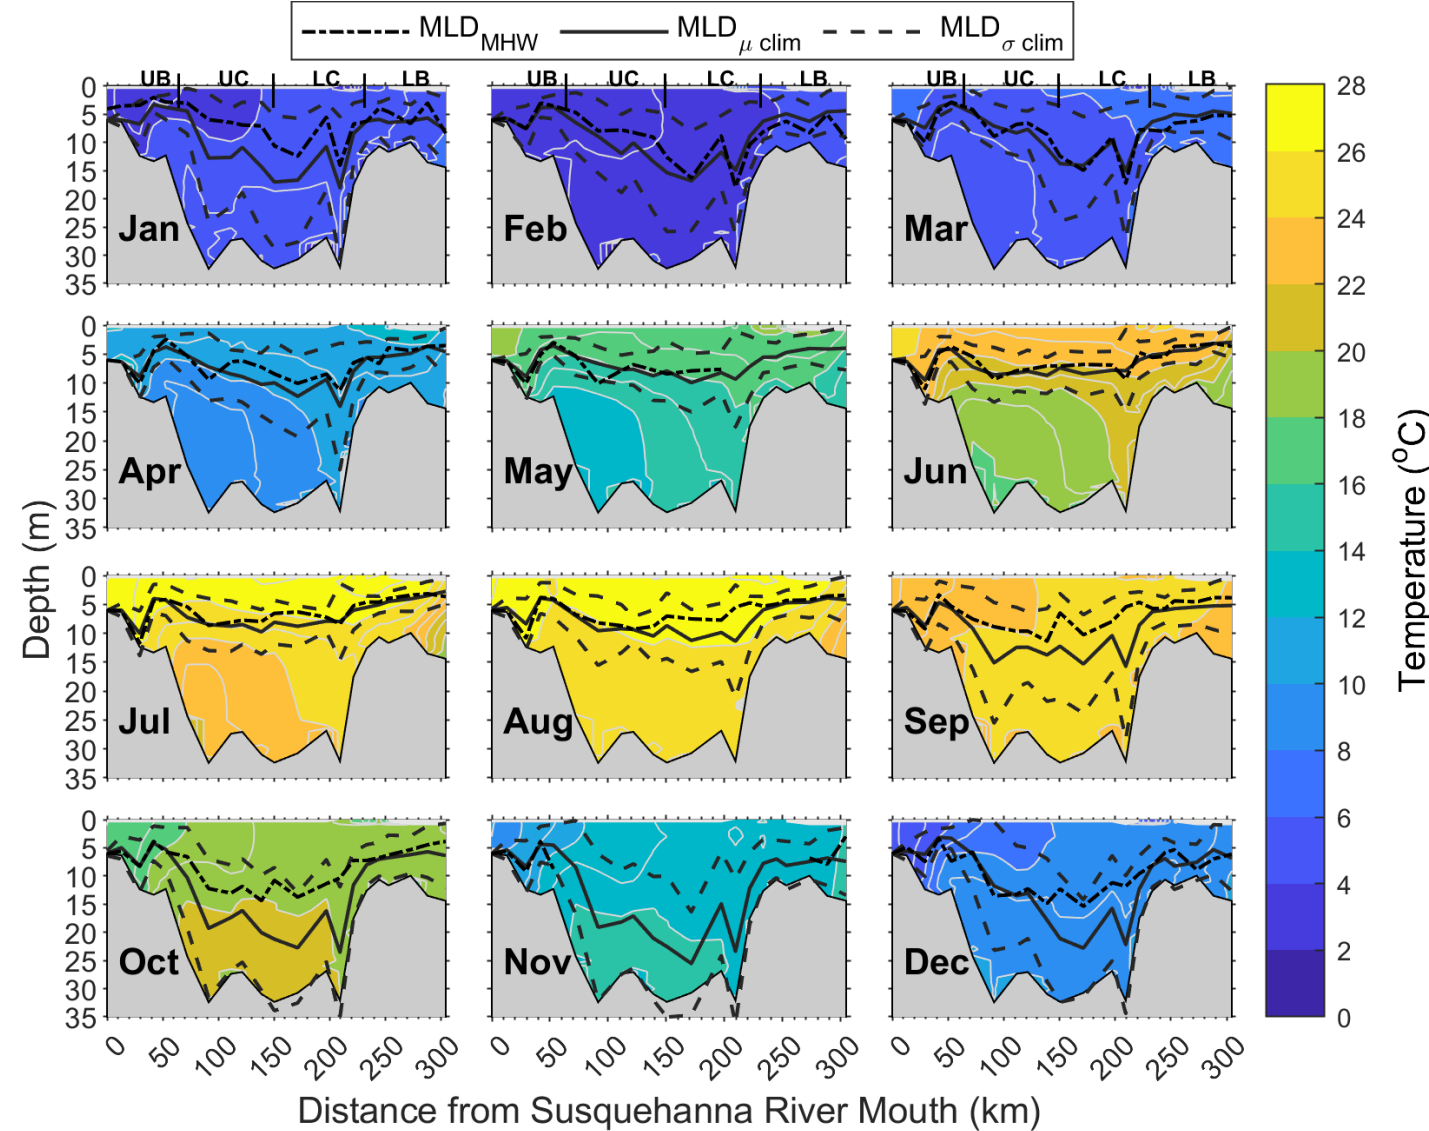 MLD MHW MLD μ clim MLD σ clim
UB UC LC LB UB UC LC LB UB UC LC LB
0 5 10 15 20 25 30 35
Jan Feb Mar
0 5 10 15 20 25 30 35
Apr May Jun
0 5 10 15 20 25 30 35
Jul Aug Sep
0 5 10 15 20 25 30 35
Oct Nov Dec
0 50 100 150 200 250 300 0 50 100 150 200 250 300 0 50 100 150 200 250 300
Depth (m)
Distance from Susquehanna River Mouth (km)
28
26
24
22
20
18
16
14
12
10
8
6
4
2
0
Temperature (°C)